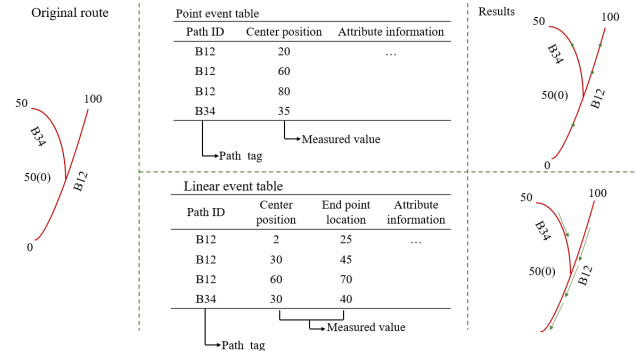 Original route
50
100
B34
50(0)
B12
0
Point event table
Path ID Center position Attribute information
B12 20 ...
B12 60
B12 80
B34 35
Measured value
Path tag
Linear event table
Path ID Center position End point location Attribute information
B12 2 25 ...
B12 30 45
B12 60 70
B34 30 40
Measured value
Path tag
Results
50
100
B34
50(0)
B12
0
50
100
B34
50(0)
B12